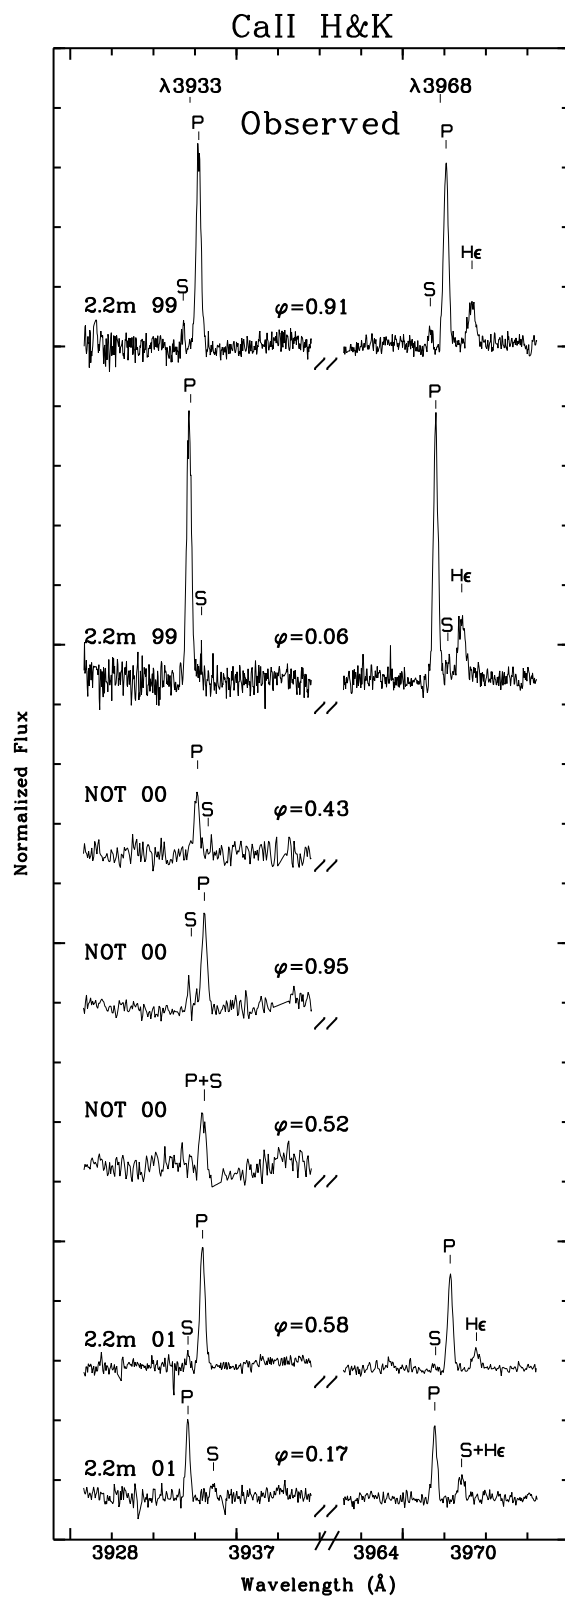 CaII H&K
λ3933 λ3968
P Observed P
Hε
S S
2.2m 99 φ=0.91
P P
Hε
S
S
2.2m 99 φ=0.06
P
NOT 00 S φ=0.43
P
S
NOT 00 φ=0.95
P+S
NOT 00 φ=0.52
P
P
S φ=0.58 S Hε
2.2m 01
P P
S S+Hε
2.2m 01 φ=0.17
3928 3937 3964 3970
Wavelength (Å)
Normalized Flux